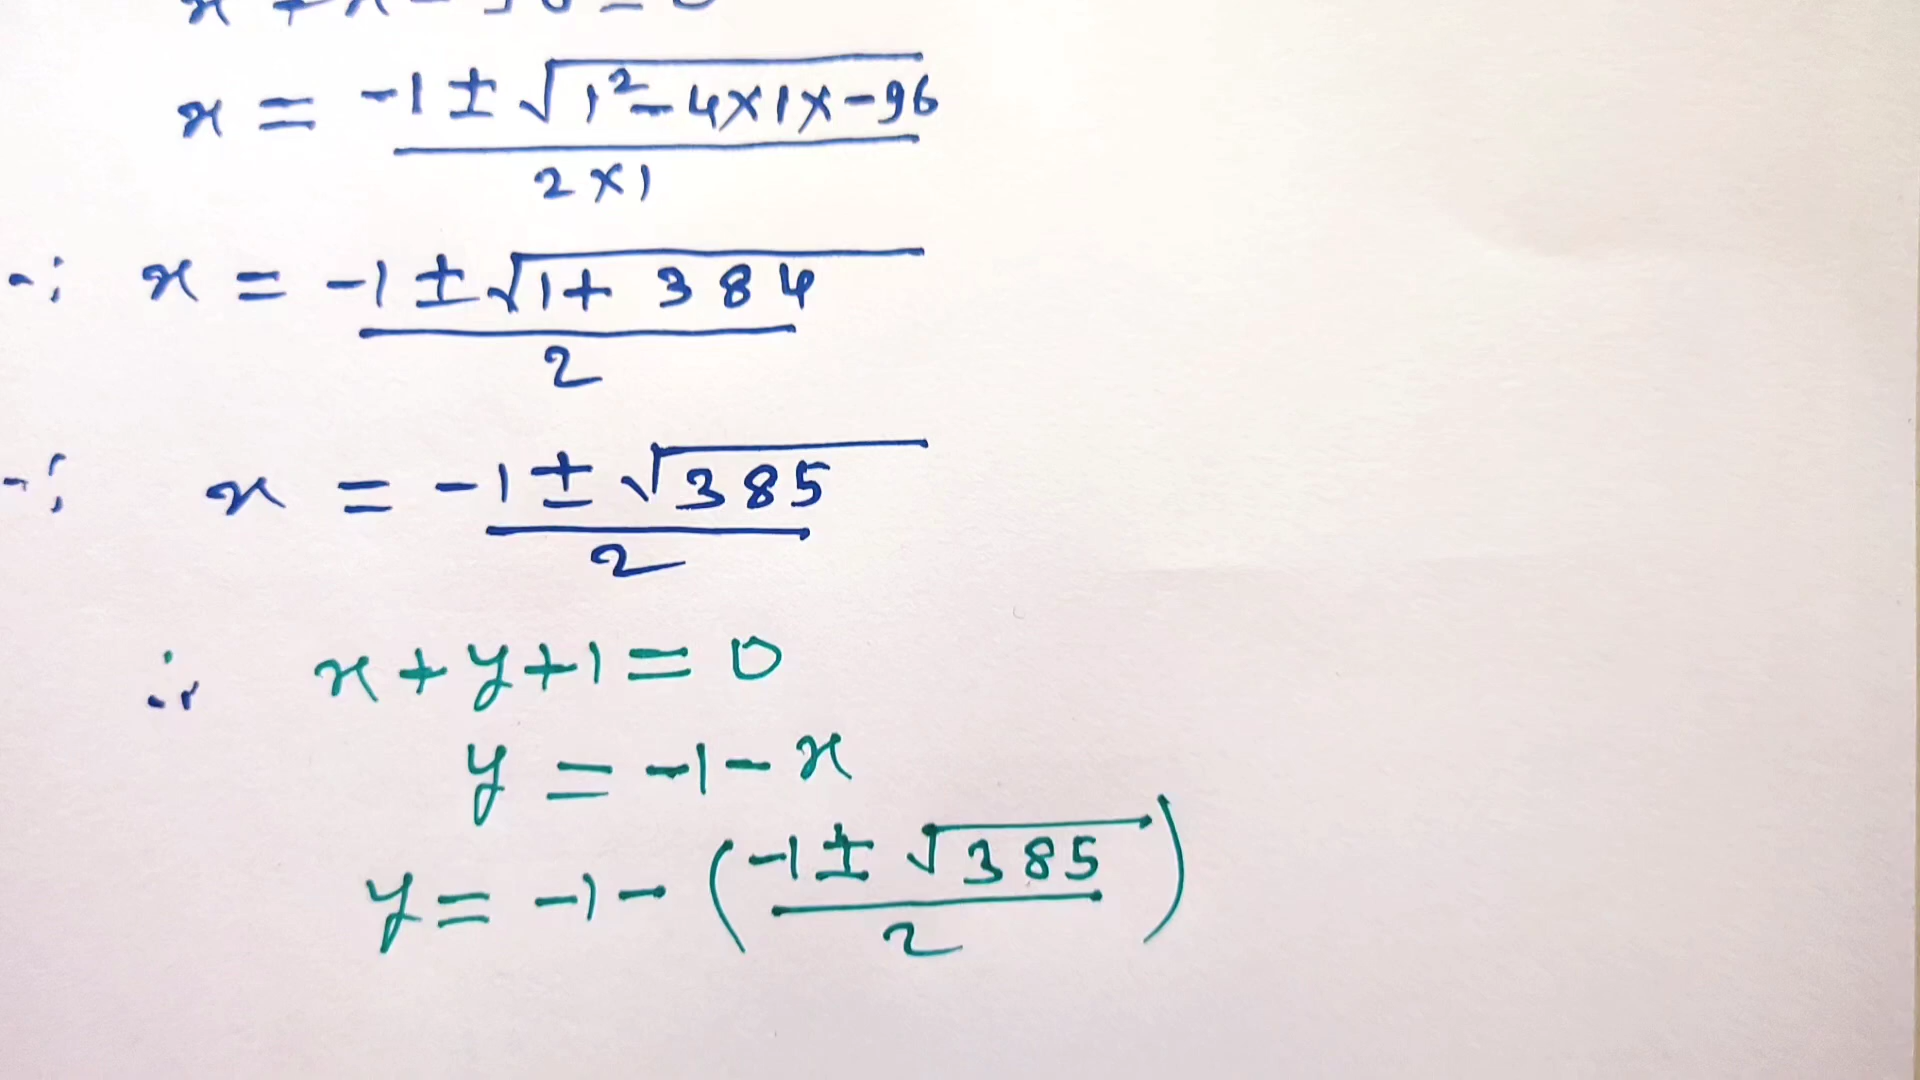 x = -1 ± √1² - 4×1×-96
2×1
∴ x = -1 ± √1 + 384
2
∴ x = -1 ± √385
2
∴ x + y + 1 = 0
y = -1 - x
y = -1 - (-1 ± √385
2)